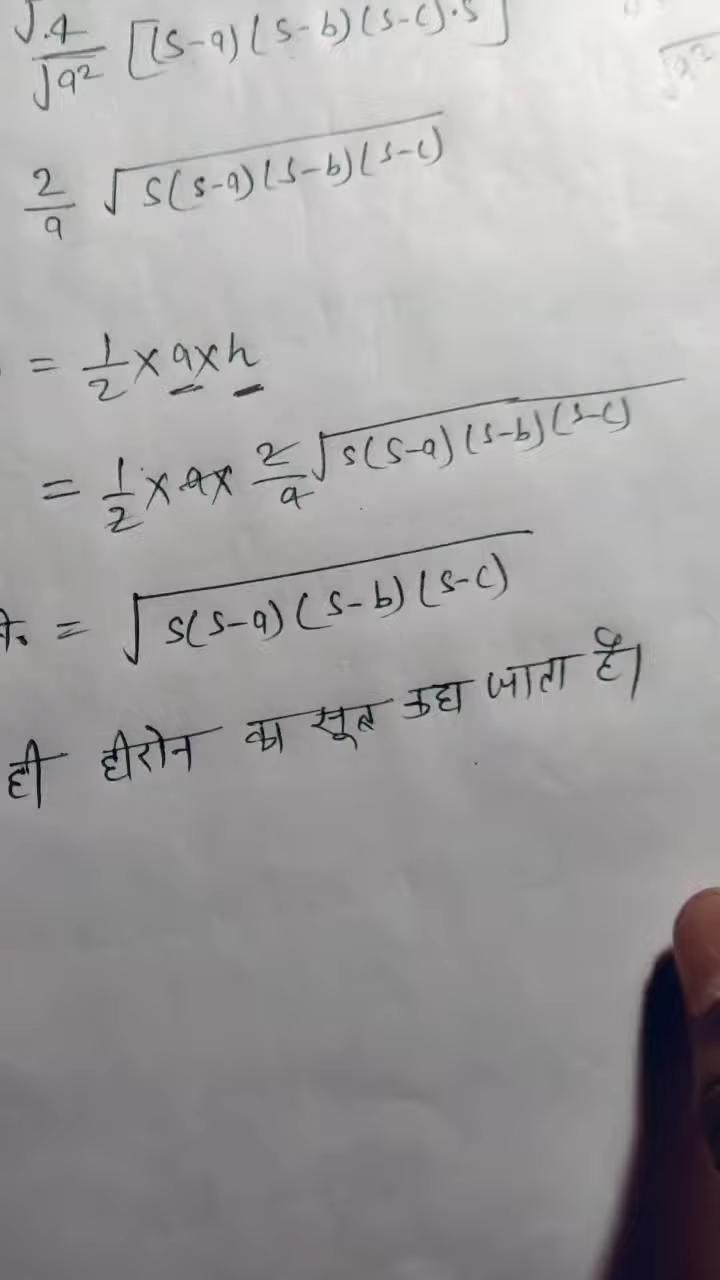 √4/√a² [(s-a)(s-b)(s-c).s]
2/a √s(s-a)(s-b)(s-c)
= 1/2 × a × h
= 1/2 × a × 2/a √s(s-a)(s-b)(s-c)
= √s(s-a)(s-b)(s-c)
ही हीरोन का सूत्र कहा जाता है।